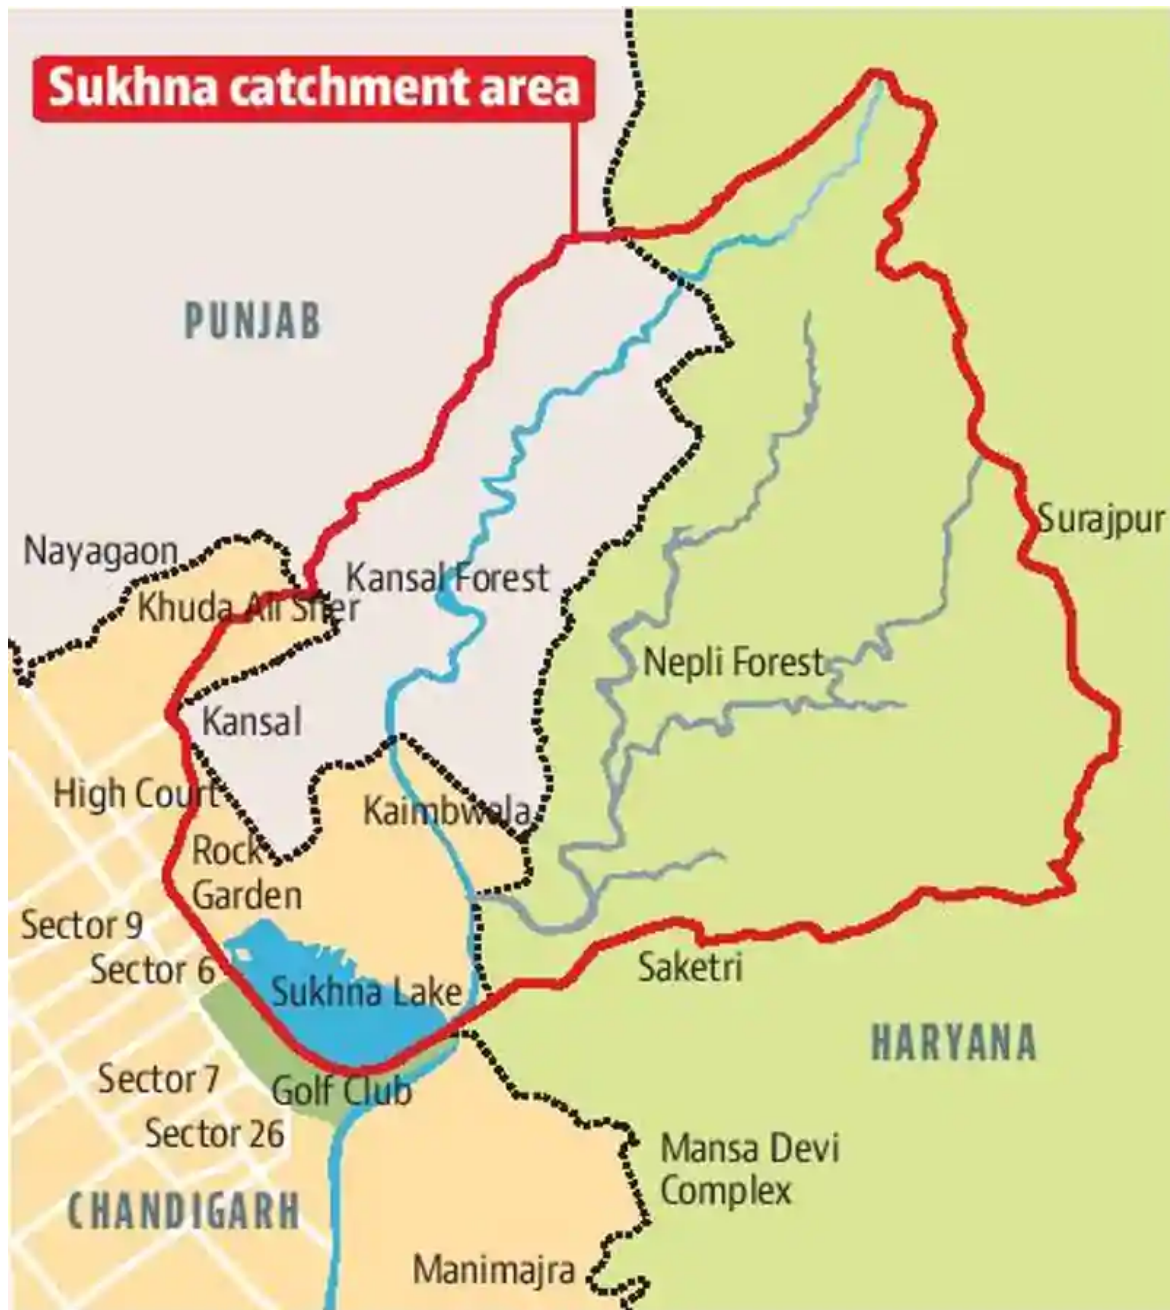 Sukhna catchment area
PUNJAB
Surajpur
Nayagaon
Kansal Forest
Khuda Ali Sher
Nepli Forest
Kansal
High Court
Kaimbwala
Rock
Garden
Sector 9
Sector 6
Saketri
Sukhna Lake
HARYANA
Sector 7
Golf Club
Sector 26
Mansa Devi
Complex
CHANDIGARH
Manimajra